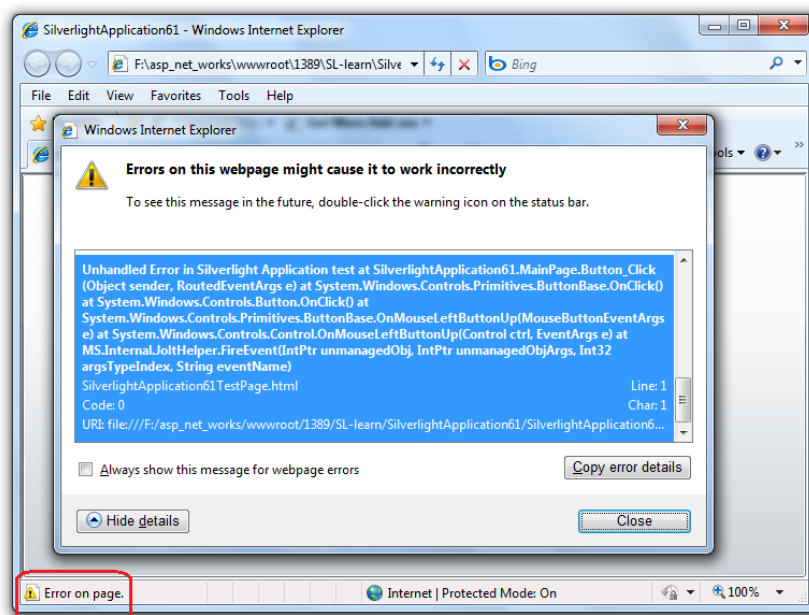 SilverlightApplication61 - Windows Internet Explorer
F:\asp_net_works\wwwroot\1389\SL-learn\Silve
Bing
File Edit View Favorites Tools Help
Windows Internet Explorer
ools
Errors on this webpage might cause it to work incorrectly
To see this message in the future, double-click the warning icon on the status bar.
Unhandled Error in Silverlight Application test at SilverlightApplication61.MainPage.Button_Click
(Object sender, RoutedEventArgs e) at System.Windows.Controls.Primitives.ButtonBase.OnClick()
at System.Windows.Controls.Button.OnClick() at
System.Windows.Controls.Primitives.ButtonBase.OnMouseLeftButtonUp(MouseButtonEventArgs
e) at System.Windows.Controls.Control.OnMouseLeftButtonUp(Control ctrl, EventArgs e) at
MS.Internal.JoltHelper.FireEvent(IntPtr unmanagedObj, IntPtr unmanagedObjArgs, Int32
argsTypeIndex, String eventName)
SilverlightApplication61TestPage.html Line: 1
Code: 0 Char: 1
URI: file:///F:/asp_net_works/wwwroot/1389/SL-learn/SilverlightApplication61/SilverlightApplication6...
Always show this message for webpage errors
Copy error details
Hide details
Close
Error on page.
Internet | Protected Mode: On
100%